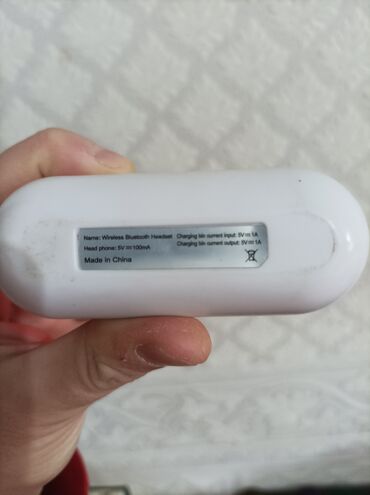 Name: Wireless Bluetooth Headset Charging bin current input: 5V⎓1A
Head phone: 5V⎓100mA Charging bin current output: 5V⎓1A
Made in China